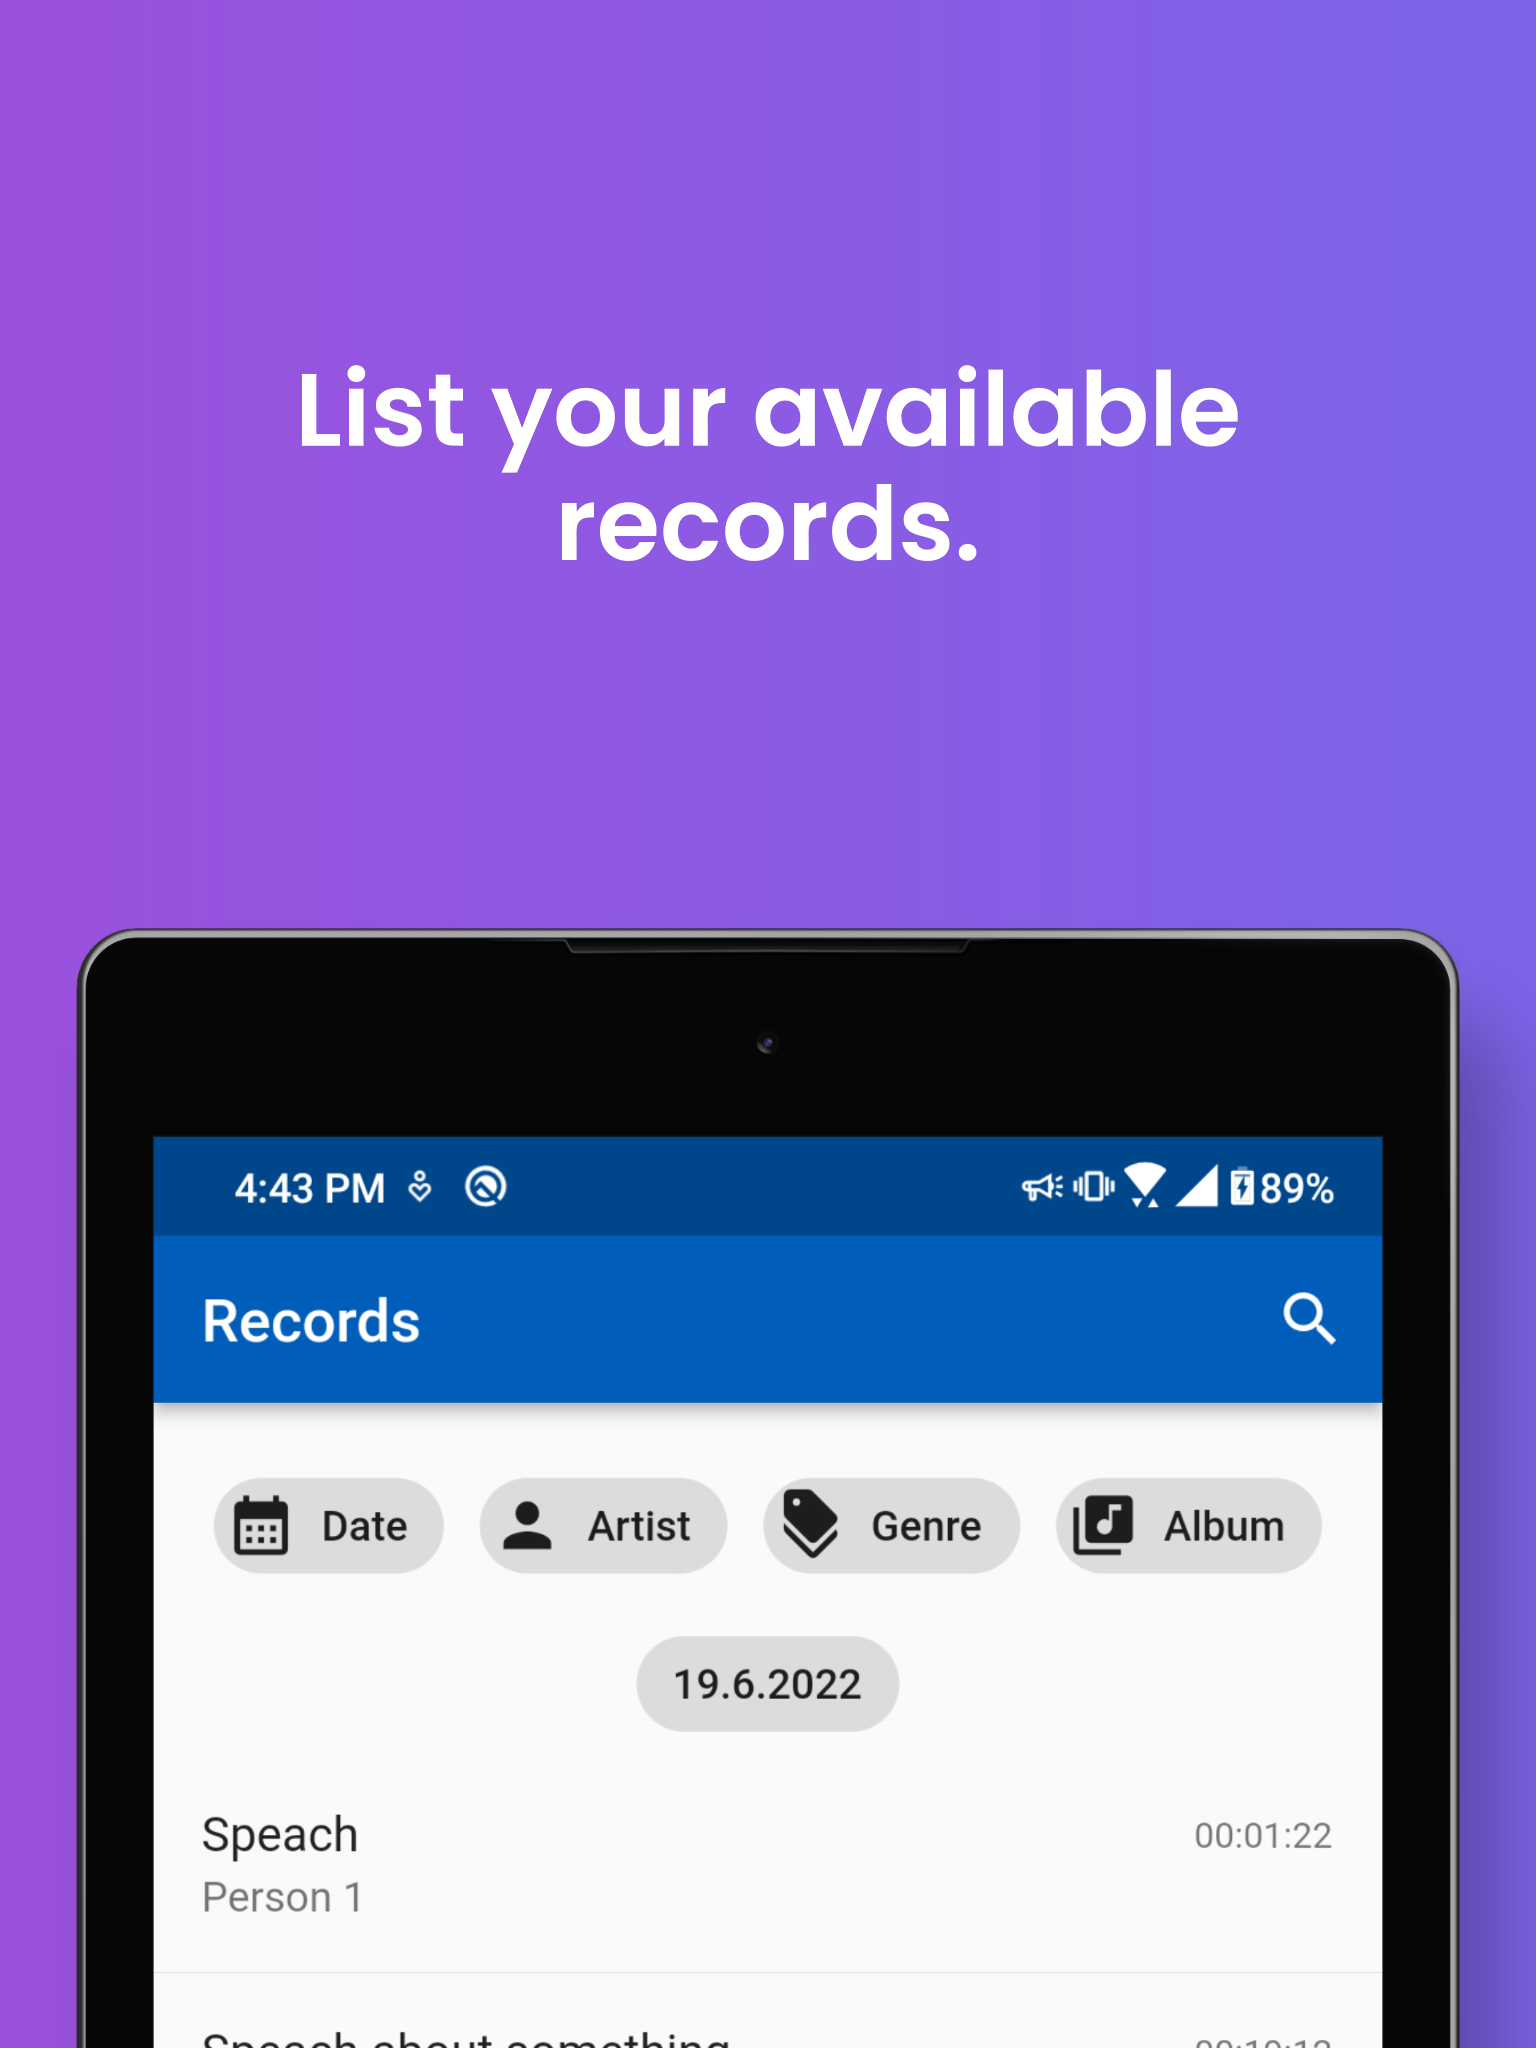 List your available
records.
4:43 PM 89%
Records
Date Artist Genre Album
19.6.2022
Speach 00:01:22
Person 1
Speach about something